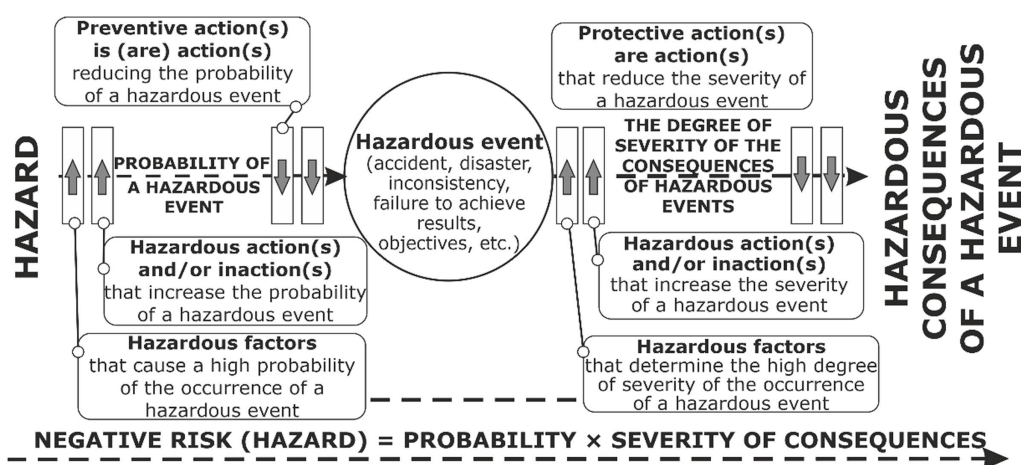 Preventive action(s)
is (are) action(s)
reducing the probability
of a hazardous event
Protective action(s)
are action(s)
that reduce the severity of
a hazardous event
HAZARD
PROBABILITY OF
A HAZARDOUS
EVENT
Hazardous event
(accident, disaster,
inconsistency,
failure to achieve
results,
objectives, etc.)
THE DEGREE OF
SEVERITY OF THE
CONSEQUENCES
OF HAZARDOUS
EVENTS
HAZARDOUS
CONSEQUENCES
OF A HAZARDOUS
EVENT
Hazardous action(s)
and/or inaction(s)
that increase the probability
of a hazardous event
Hazardous action(s)
and/or inaction(s)
that increase the severity
of a hazardous event
Hazardous factors
that cause a high probability
of the occurrence of a
hazardous event
Hazardous factors
that determine the high degree
of severity of the occurrence
of a hazardous event
NEGATIVE RISK (HAZARD) = PROBABILITY × SEVERITY OF CONSEQUENCES